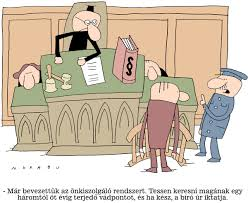 §
- Már bevezettük az önkiszolgáló rendszert. Tessen keresni magának egy
háromtól öt évig terjedő vádpontot, és ha kész, a bíró úr iktatja.